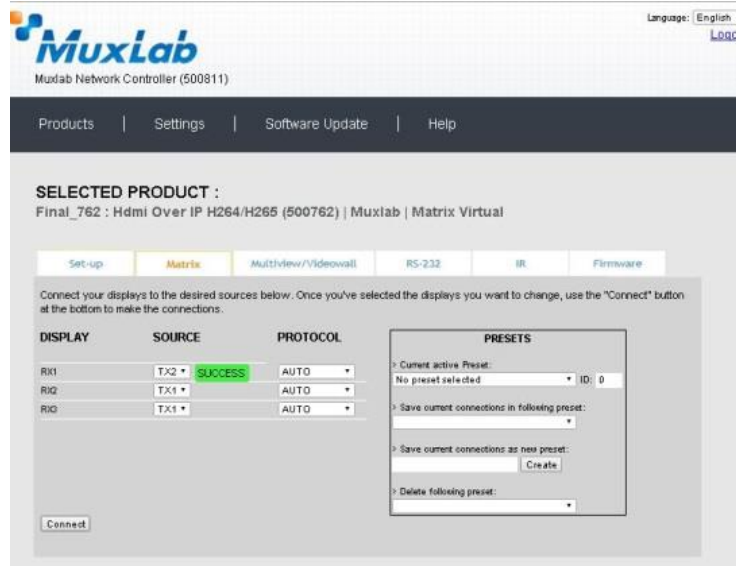 Language: English
MuxLab
Muxlab Network Controller (500811)
Products | Settings | Software Update | Help
SELECTED PRODUCT :
Final_762 : Hdmi Over IP H264/H265 (500762) | Muxlab | Matrix Virtual
Set-up Matrix Multiview/Videowall RS-232 IR Firmware
Connect your displays to the desired sources below. Once you've selected the displays you want to change, use the "Connect" button
at the bottom to make the connections.
DISPLAY SOURCE PROTOCOL
RX1 TX2 SUCCESS AUTO
RX2 TX1 AUTO
RX3 TX1 AUTO
PRESETS
> Current active Preset:
No preset selected ID: 0
> Save current connections in following preset:
> Save current connections as new preset:
Create
> Delete following preset:
Connect